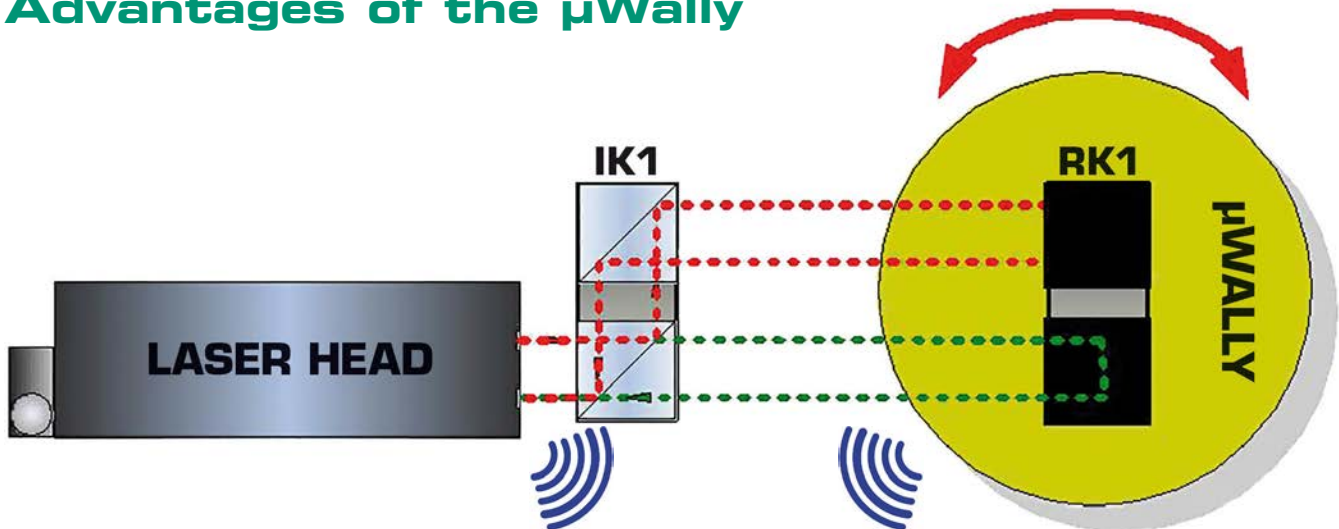 Advantages of the µWally
IK1
RK1
µWALLY
LASER HEAD